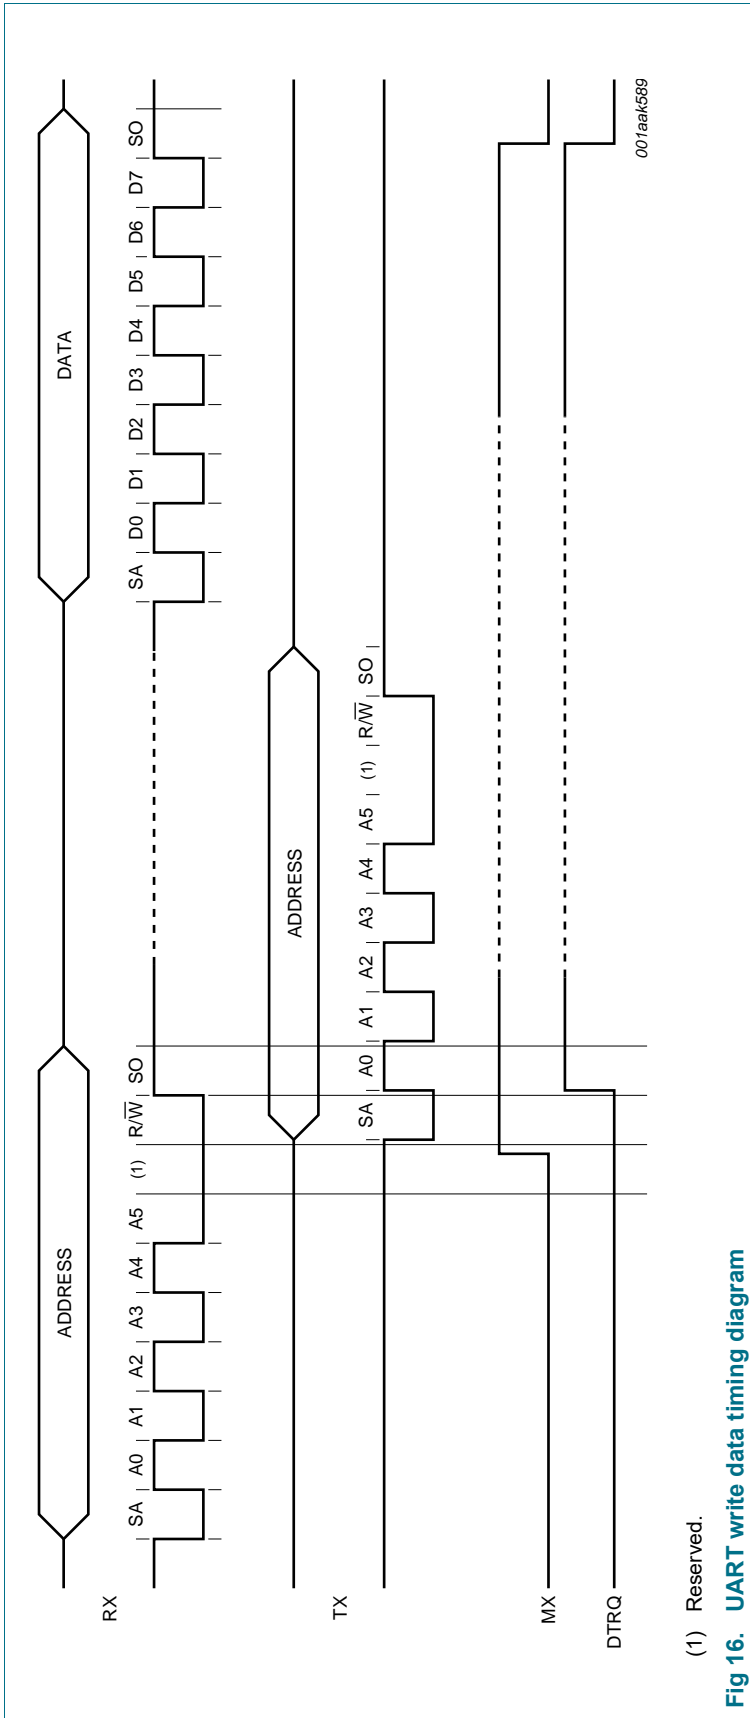 ADDRESS
DATA
RX
SA A0 A1 A2 A3 A4 A5 (1) R/W̅ SO
SA D0 D1 D2 D3 D4 D5 D6 D7 SO
ADDRESS
TX
SA A0 A1 A2 A3 A4 A5 (1) R/W̅ SO
MX
DTRQ
001aak589
(1) Reserved.
Fig 16. UART write data timing diagram